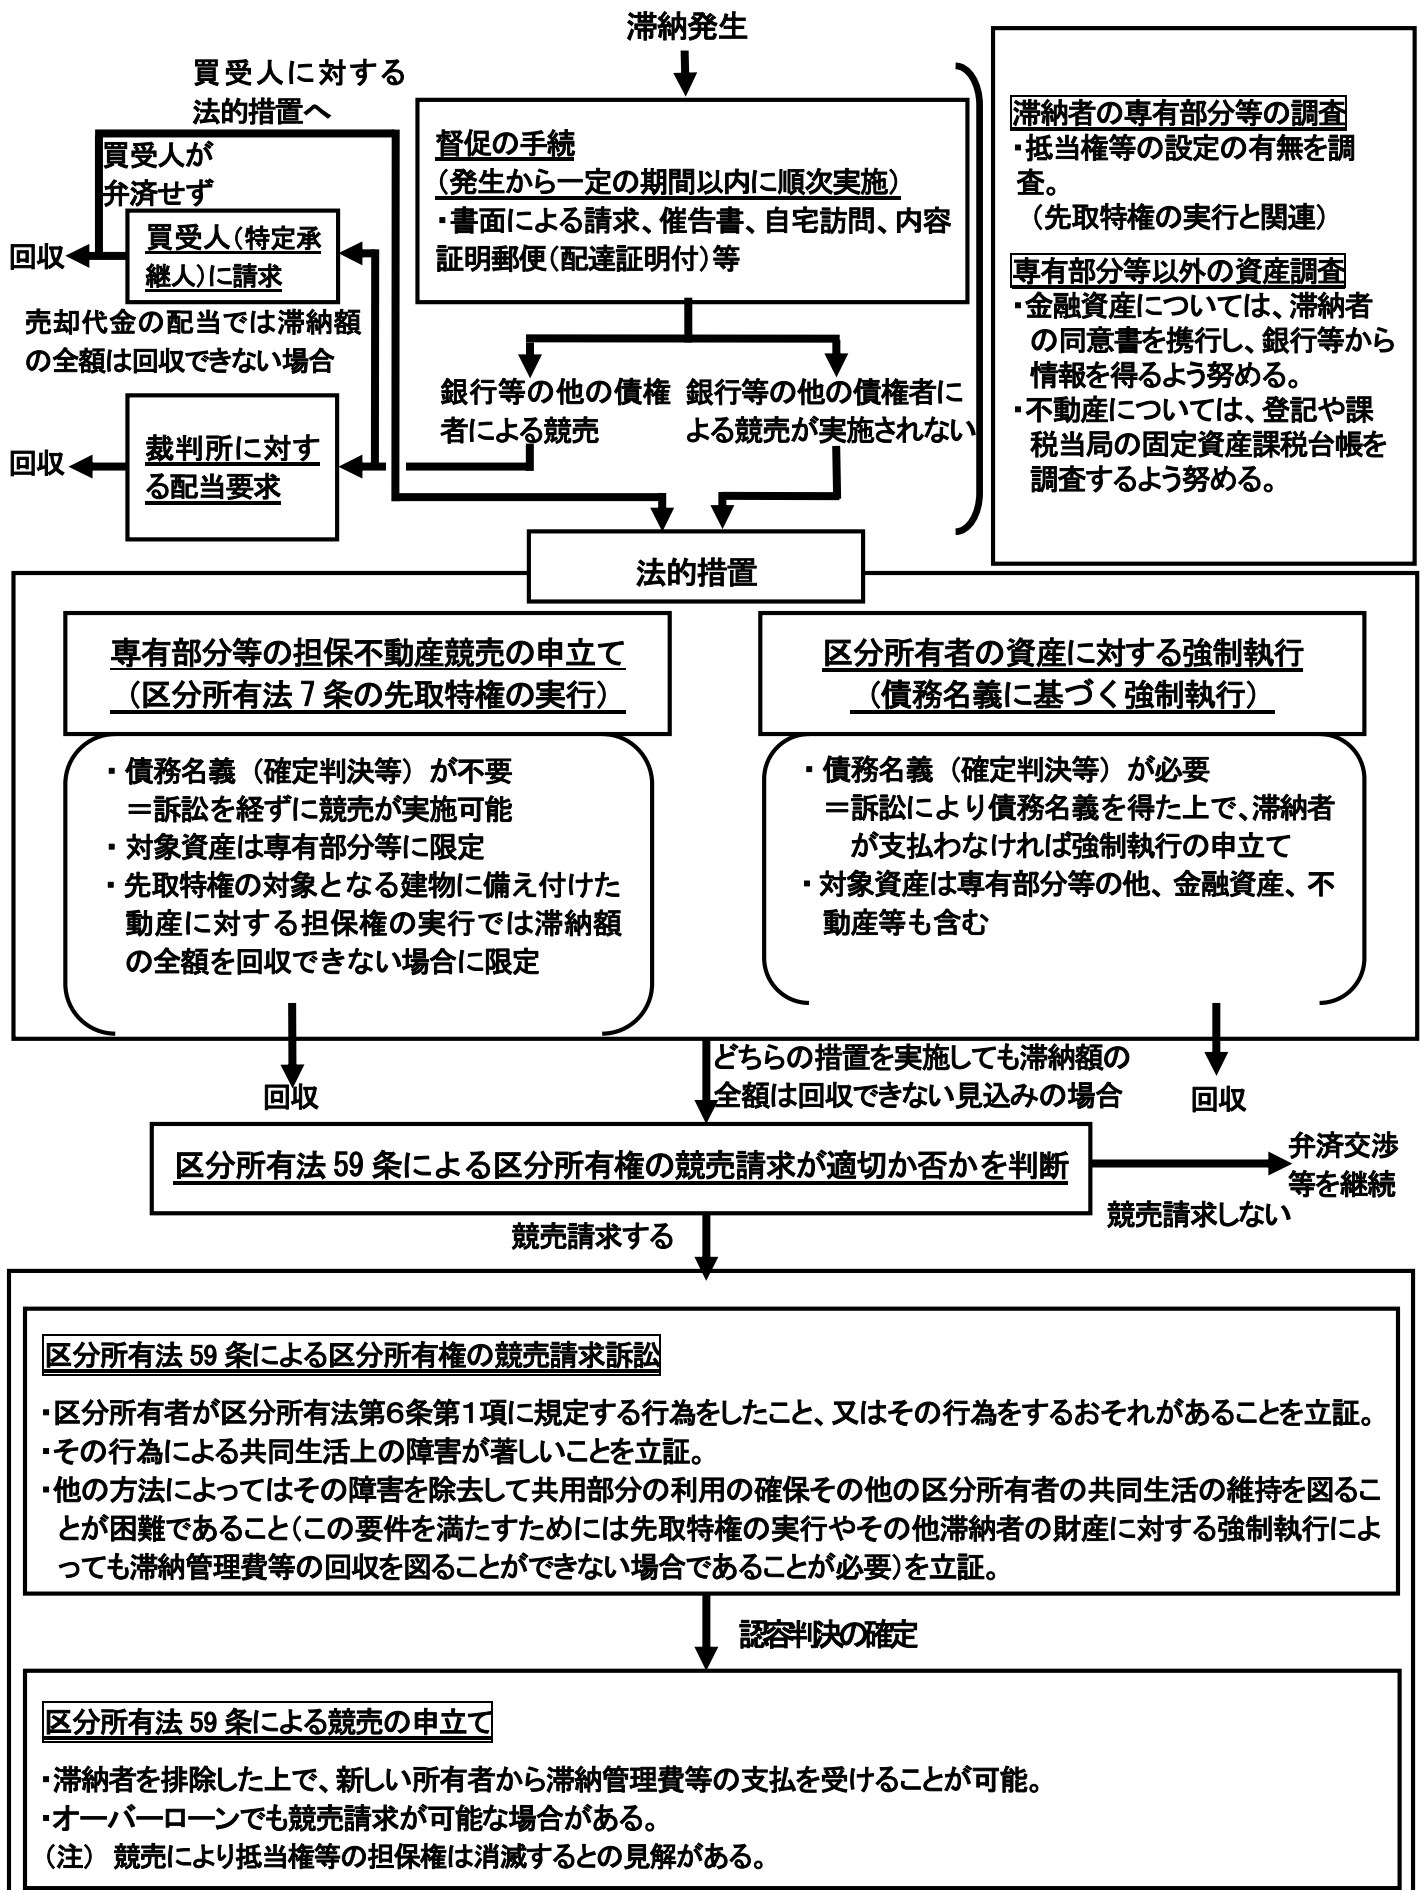 滞納発生
買受人に対する
法的措置へ
買受人が
弁済せず
回収
買受人（特定承
継人）に請求
売却代金の配当では滞納額
の全額は回収できない場合
回収
裁判所に対す
る配当要求
督促の手続
（発生から一定の期間以内に順次実施）
・書面による請求、催告書、自宅訪問、内容
証明郵便（配達証明付）等
銀行等の他の債権
者による競売
銀行等の他の債権者に
よる競売が実施されない
滞納者の専有部分等の調査
・抵当権等の設定の有無を調
査。
（先取特権の実行と関連）
専有部分等以外の資産調査
・金融資産については、滞納者
の同意書を携行し、銀行等から
情報を得るよう努める。
・不動産については、登記や課
税当局の固定資産課税台帳を
調査するよう努める。
法的措置
専有部分等の担保不動産競売の申立て
（区分所有法７条の先取特権の実行）
・債務名義（確定判決等）が不要
＝訴訟を経ずに競売が実施可能
・対象資産は専有部分等に限定
・先取特権の対象となる建物に備え付けた
動産に対する担保権の実行では滞納額
の全額を回収できない場合に限定
区分所有者の資産に対する強制執行
（債務名義に基づく強制執行）
・債務名義（確定判決等）が必要
＝訴訟により債務名義を得た上で、滞納者
が支払わなければ強制執行の申立て
・対象資産は専有部分等の他、金融資産、不
動産等も含む
回収
どちらの措置を実施しても滞納額の
全額は回収できない見込みの場合
回収
区分所有法 59 条による区分所有権の競売請求が適切か否かを判断
弁済交渉
等を継続
競売請求しない
競売請求する
区分所有法 59 条による区分所有権の競売請求訴訟
・区分所有者が区分所有法第６条第１項に規定する行為をしたこと、又はその行為をするおそれがあることを立証。
・その行為による共同生活上の障害が著しいことを立証。
・他の方法によってはその障害を除去して共用部分の利用の確保その他の区分所有者の共同生活の維持を図るこ
とが困難であること（この要件を満たすためには先取特権の実行やその他滞納者の財産に対する強制執行によ
っても滞納管理費等の回収を図ることができない場合であることが必要）を立証。
認容判決の確定
区分所有法 59 条による競売の申立て
・滞納者を排除した上で、新しい所有者から滞納管理費等の支払を受けることが可能。
・オーバーローンでも競売請求が可能な場合がある。
（注） 競売により抵当権等の担保権は消滅するとの見解がある。